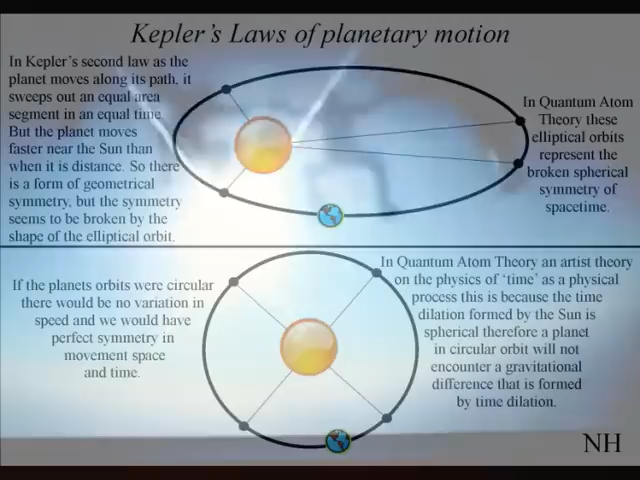 Kepler's Laws of planetary motion
In Kepler's second law as the
planet moves along its path, it
sweeps out an equal area
segment in an equal time.
But the planet moves
faster near the Sun than
when it is distance. So there
is a form of geometrical
symmetry, but the symmetry
seems to be broken by the
shape of the elliptical orbit.
In Quantum Atom
Theory these
elliptical orbits
represent the
broken spherical
symmetry of
spacetime.
If the planets orbits were circular
there would be no variation in
speed and we would have
perfect symmetry in
movement space
and time.
In Quantum Atom Theory an artist theory
on the physics of 'time' as a physical
process this is because the time
dilation formed by the Sun is
spherical therefore a planet
in circular orbit will not
encounter a gravitational
difference that is formed
by time dilation.
NH